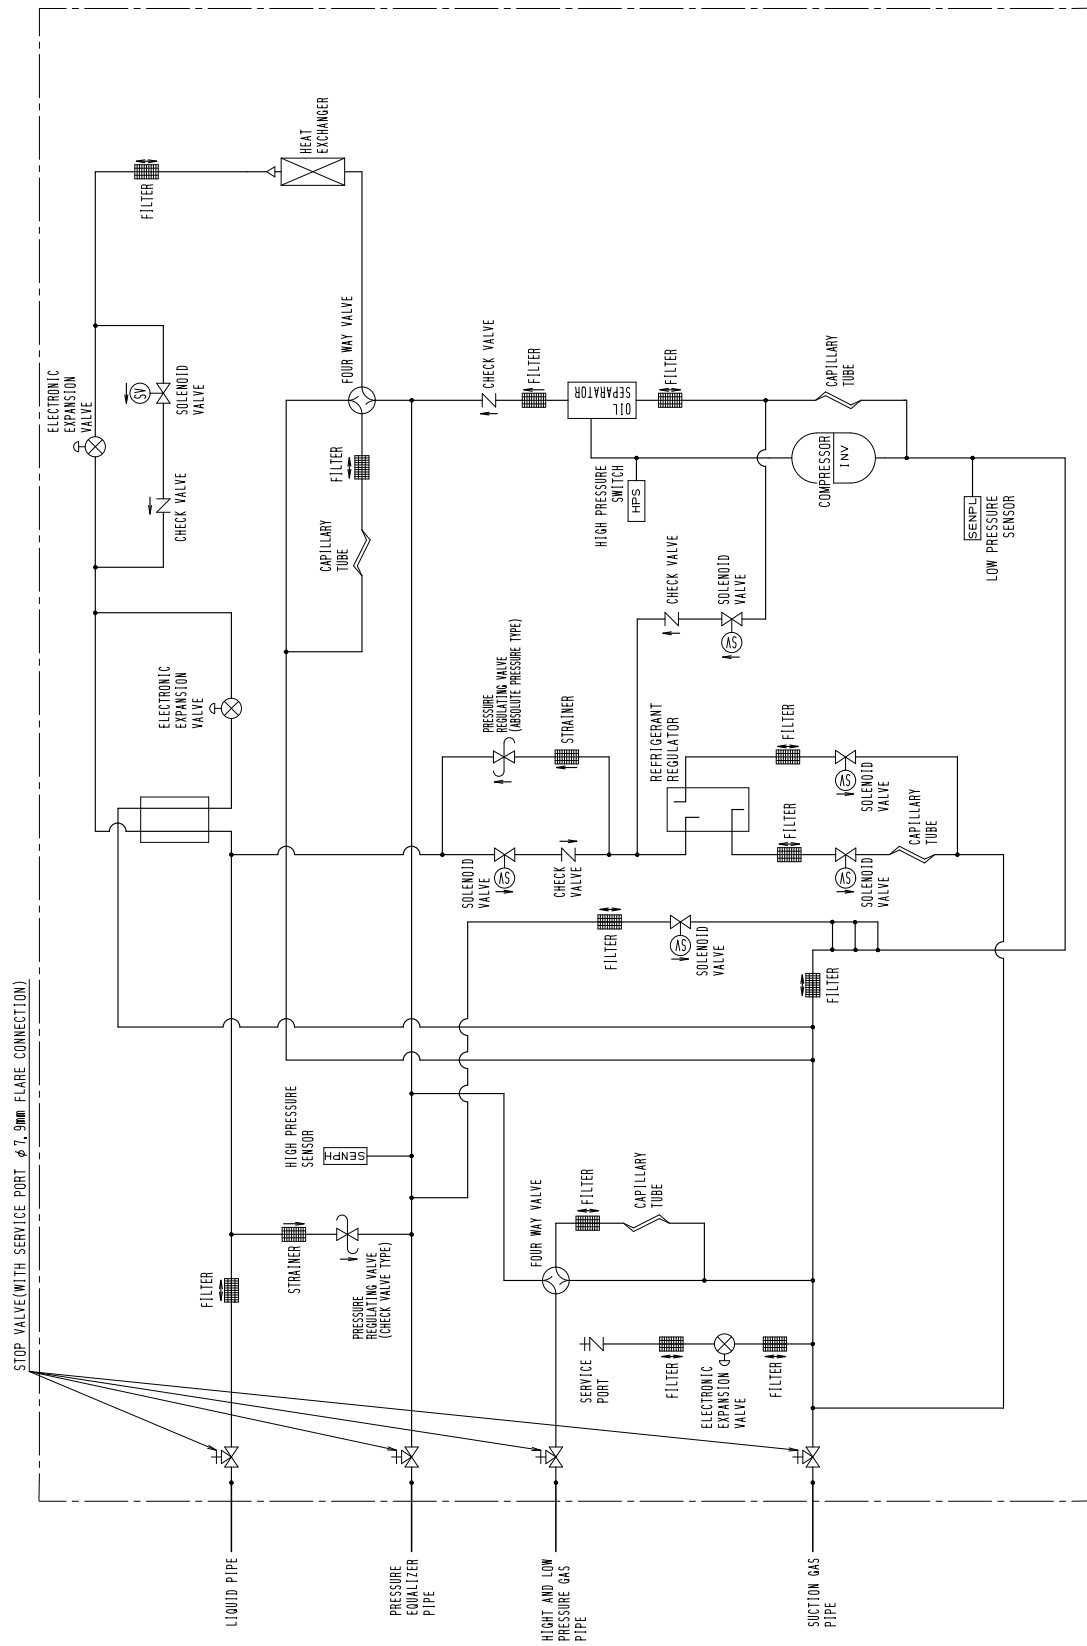 STOP VALVE(WITH SERVICE PORT φ7,9mm FLARE CONNECTION)
LIQUID PIPE
PRESSURE
EQUALIZER
PIPE
HIGHT AND LOW
PRESSURE GAS
PIPE
SUCTION GAS
PIPE
FILTER
STRAINER
PRESSURE
REGULATING VALVE
(CHECK VALVE TYPE)
HIGH PRESSURE
SENSOR
SENPH
FOUR WAY VALVE
FILTER
CAPILLARY
TUBE
SERVICE
PORT
FILTER
ELECTRONIC
EXPANSION
VALVE
FILTER
FILTER
SV
SOLENOID
VALVE
FILTER
SV
SOLENOID
VALVE
CHECK
VALVE
PRESSURE
REGULATING VALVE
(ABSOLUTE PRESSURE TYPE)
STRAINER
REFRIGERANT
REGULATOR
FILTER
SV
SOLENOID
VALVE
FILTER
SV
SOLENOID
VALVE
CAPILLARY
TUBE
ELECTRONIC
EXPANSION
VALVE
CHECK VALVE
SV
SOLENOID
VALVE
CAPILLARY
TUBE
FILTER
FOUR WAY VALVE
CHECK VALVE
FILTER
OIL
SEPARATOR
FILTER
CAPILLARY
TUBE
HIGH PRESSURE
SWITCH
HPS
COMPRESSOR
INV
SENPL
LOW PRESSURE
SENSOR
ELECTRONIC
EXPANSION
VALVE
SV
SOLENOID
VALVE
CHECK VALVE
FILTER
HEAT
EXCHANGER